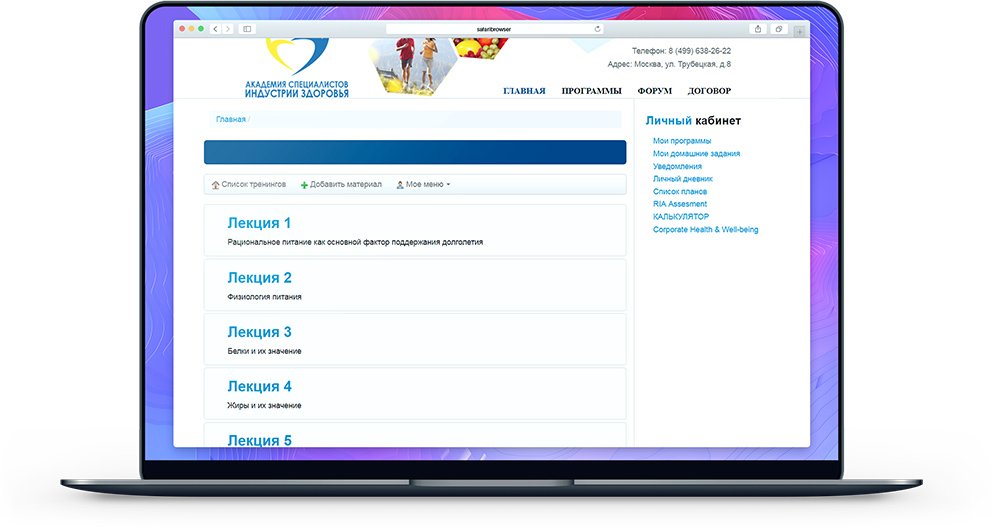 safaribrowser
Телефон: 8 (499) 638-26-22
Адрес: Москва, ул. Трубецкая, д.8
АКАДЕМИЯ СПЕЦИАЛИСТОВ
ИНДУСТРИИ ЗДОРОВЬЯ
ГЛАВНАЯ ПРОГРАММЫ ФОРУМ ДОГОВОР
Главная /
Список тренингов Добавить материал Мое меню
Лекция 1
Рациональное питание как основной фактор поддержания долголетия
Лекция 2
Физиология питания
Лекция 3
Белки и их значение
Лекция 4
Жиры и их значение
Лекция 5
Личный кабинет
Мои программы
Мои домашние задания
Уведомления
Личный дневник
Список планов
RIA Assesment
КАЛЬКУЛЯТОР
Corporate Health & Well-being